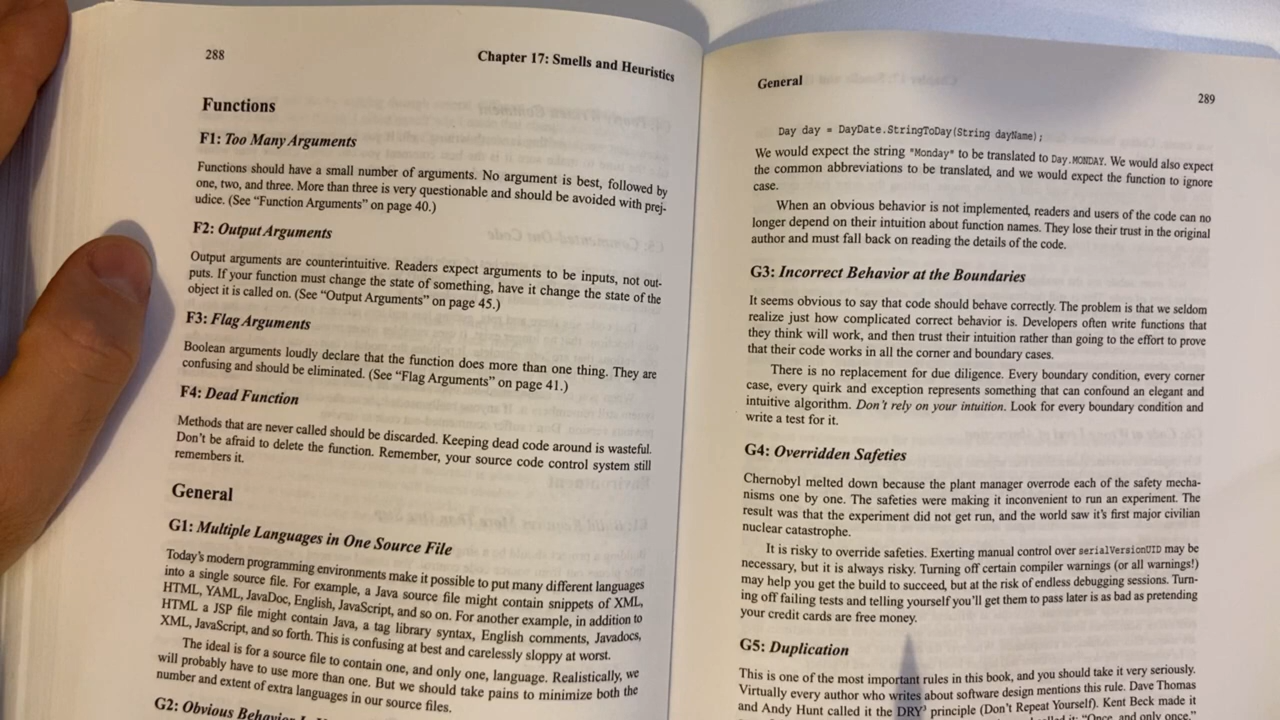 288
Chapter 17: Smells and Heuristics
Functions
F1: Too Many Arguments
Functions should have a small number of arguments. No argument is best, followed by
one, two, and three. More than three is very questionable and should be avoided with prej-
udice. (See “Function Arguments” on page 40.)
F2: Output Arguments
Output arguments are counterintuitive. Readers expect arguments to be inputs, not out-
puts. If your function must change the state of something, have it change the state of the
object it is called on. (See “Output Arguments” on page 45.)
F3: Flag Arguments
Boolean arguments loudly declare that the function does more than one thing. They are
confusing and should be eliminated. (See “Flag Arguments” on page 41.)
F4: Dead Function
Methods that are never called should be discarded. Keeping dead code around is wasteful.
Don’t be afraid to delete the function. Remember, your source code control system still
remembers it.
General
G1: Multiple Languages in One Source File
Today’s modern programming environments make it possible to put many different languages
into a single source file. For example, a Java source file might contain snippets of XML,
HTML, YAML, JavaDoc, English, JavaScript, and so on. For another example, in addition to
HTML a JSP file might contain Java, a tag library syntax, English comments, Javadocs,
XML, JavaScript, and so forth. This is confusing at best and carelessly sloppy at worst.
The ideal is for a source file to contain one, and only one, language. Realistically, we
will probably have to use more than one. But we should take pains to minimize both the
number and extent of extra languages in our source files.
G2: Obvious Behavior
General
289
Day day = DayDate.StringToDay(String dayName);
We would expect the string "Monday" to be translated to Day.MONDAY. We would also expect
the common abbreviations to be translated, and we would expect the function to ignore
case.
When an obvious behavior is not implemented, readers and users of the code can no
longer depend on their intuition about function names. They lose their trust in the original
author and must fall back on reading the details of the code.
G3: Incorrect Behavior at the Boundaries
It seems obvious to say that code should behave correctly. The problem is that we seldom
realize just how complicated correct behavior is. Developers often write functions that
they think will work, and then trust their intuition rather than going to the effort to prove
that their code works in all the corner and boundary cases.
There is no replacement for due diligence. Every boundary condition, every corner
case, every quirk and exception represents something that can confound an elegant and
intuitive algorithm. Don’t rely on your intuition. Look for every boundary condition and
write a test for it.
G4: Overridden Safeties
Chernobyl melted down because the plant manager overrode each of the safety mecha-
nisms one by one. The safeties were making it inconvenient to run an experiment. The
result was that the experiment did not get run, and the world saw it’s first major civilian
nuclear catastrophe.
It is risky to override safeties. Exerting manual control over serialVersionUID may be
necessary, but it is always risky. Turning off certain compiler warnings (or all warnings!)
may help you get the build to succeed, but at the risk of endless debugging sessions. Turn-
ing off failing tests and telling yourself you’ll get them to pass later is as bad as pretending
your credit cards are free money.
G5: Duplication
This is one of the most important rules in this book, and you should take it very seriously.
Virtually every author who writes about software design mentions this rule. Dave Thomas
and Andy Hunt called it the DRY³ principle (Don’t Repeat Yourself). Kent Beck made it
it: “Once, and only once.”